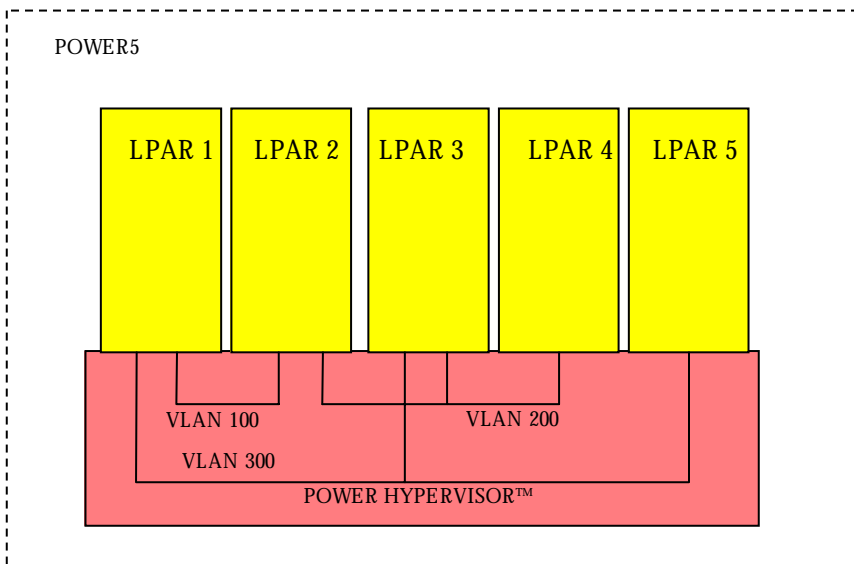 POWER5
LPAR 1
LPAR 2
LPAR 3
LPAR 4
LPAR 5
VLAN 100
VLAN 200
VLAN 300
POWER HYPERVISOR™